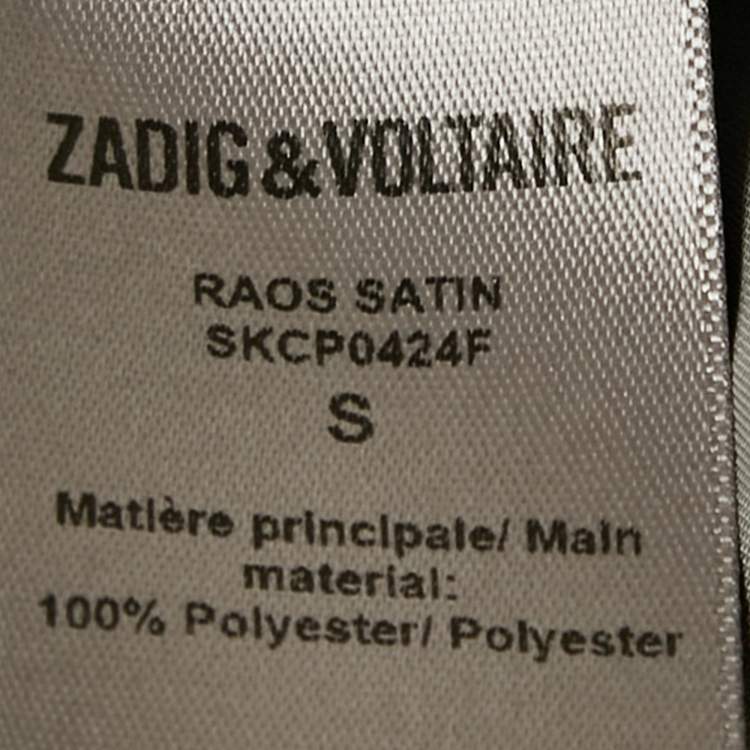 ZADIG & VOLTAIRE
RAOS SATIN
SKCP0424F
S
Matière principale/ Main
material:
100% Polyester/ Polyester